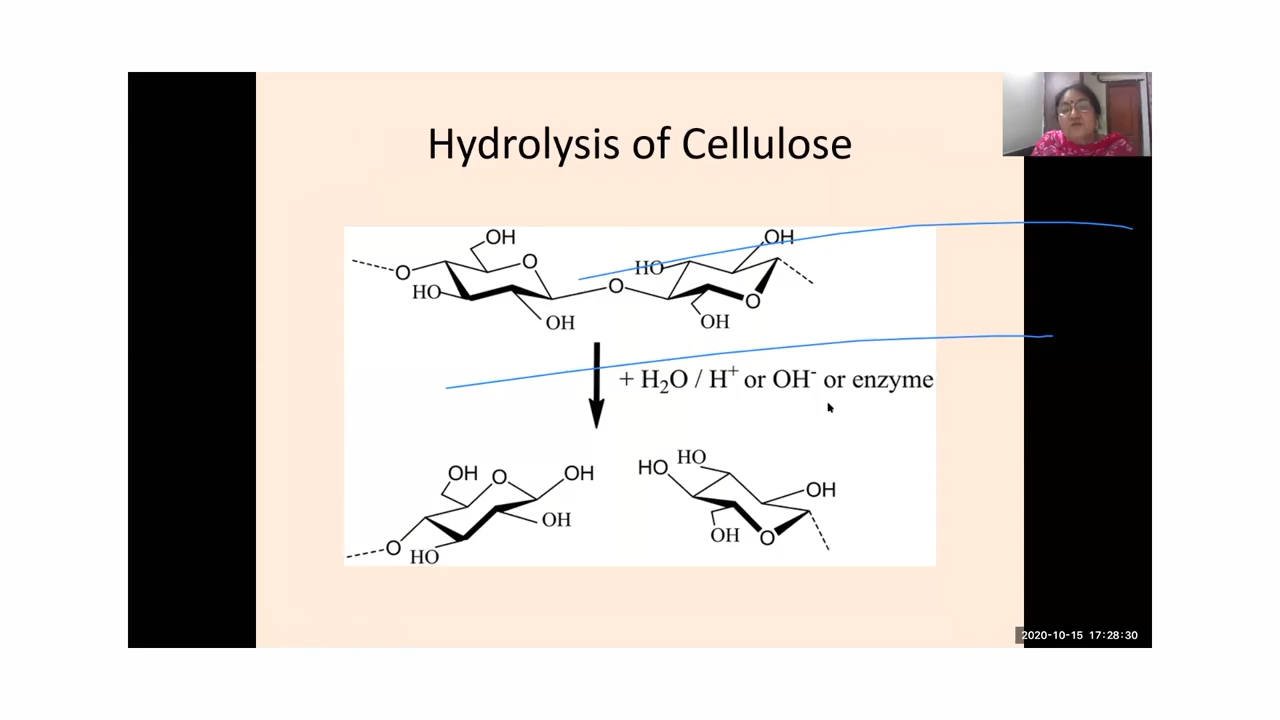 Hydrolysis of Cellulose
OH
OH
O
HO
O
HO
O
O
OH
OH
+ H₂O / H⁺ or OH⁻ or enzyme
HO
HO
OH
O
OH
OH
OH
OH
O
O
HO
2020-10-15 17:28:30